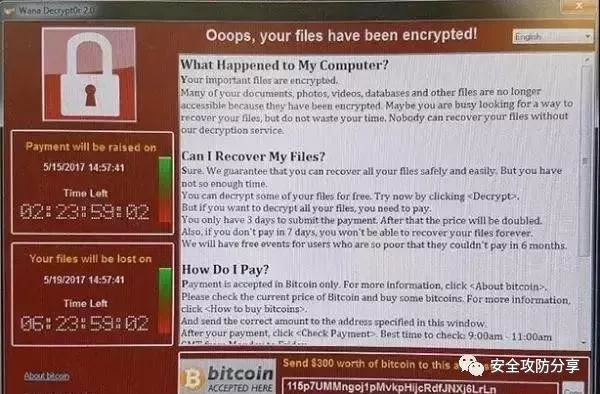 Wana Decrypt0r 2.0
Ooops, your files have been encrypted!
English
What Happened to My Computer?
Your important files are encrypted.
Many of your documents, photos, videos, databases and other files are no longer
accessible because they have been encrypted. Maybe you are busy looking for a way to
recover your files, but do not waste your time. Nobody can recover your files without
our decryption service.
Can I Recover My Files?
Sure. We guarantee that you can recover all your files safely and easily. But you have
not so enough time.
You can decrypt some of your files for free. Try now by clicking <Decrypt>.
But if you want to decrypt all your files, you need to pay.
You only have 3 days to submit the payment. After that the price will be doubled.
Also, if you don't pay in 7 days, you won't be able to recover your files forever.
We will have free events for users who are so poor that they couldn't pay in 6 months.
How Do I Pay?
Payment is accepted in Bitcoin only. For more information, click <About bitcoin>.
Please check the current price of Bitcoin and buy some bitcoins. For more information,
click <How to buy bitcoins>.
And send the correct amount to the address specified in this window.
After your payment, click <Check Payment>. Best time to check: 9:00am - 11:00am
GMT from Monday to Friday
Payment will be raised on
5/15/2017 14:57:41
Time Left
02:23:59:02
Your files will be lost on
5/19/2017 14:57:41
Time Left
06:23:59:02
About bitcoin
bitcoin
ACCEPTED HERE
Send $300 worth of bitcoin to this
115p7UMMngoj1pMvkpHijcRdfJNXj6LrLn
安全攻防分享